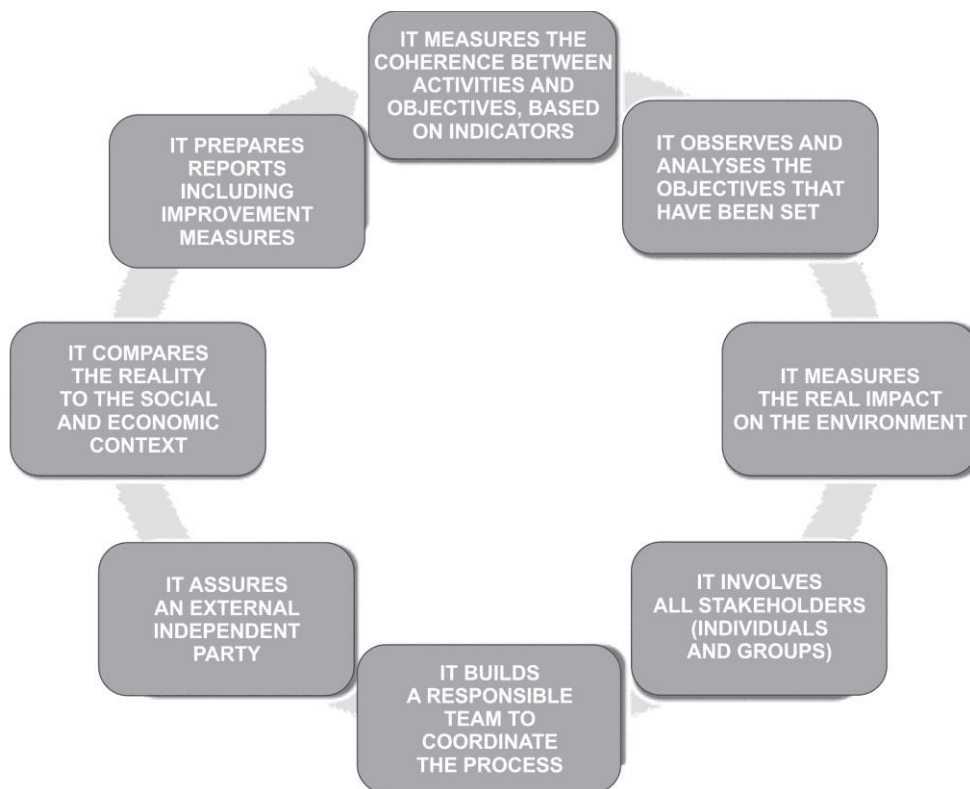 IT MEASURES THE
COHERENCE BETWEEN
ACTIVITIES AND
OBJECTIVES, BASED
ON INDICATORS
IT OBSERVES AND
ANALYSES THE
OBJECTIVES THAT
HAVE BEEN SET
IT MEASURES
THE REAL IMPACT
ON THE ENVIRONMENT
IT INVOLVES
ALL STAKEHOLDERS
(INDIVIDUALS
AND GROUPS)
IT BUILDS
A RESPONSIBLE
TEAM TO
COORDINATE
THE PROCESS
IT ASSURES
AN EXTERNAL
INDEPENDENT
PARTY
IT COMPARES
THE REALITY
TO THE SOCIAL
AND ECONOMIC
CONTEXT
IT PREPARES
REPORTS
INCLUDING
IMPROVEMENT
MEASURES